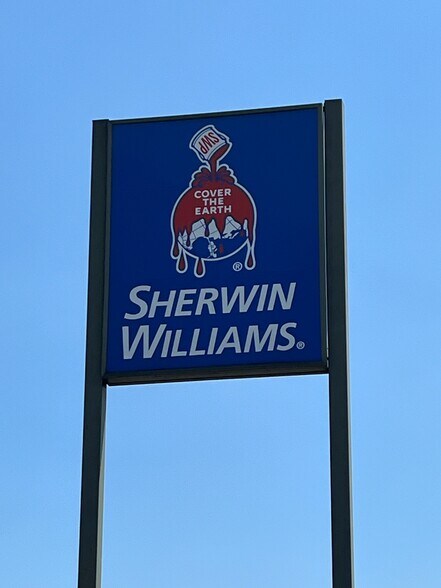 SWP
COVER
THE
EARTH
®
SHERWIN
WILLIAMS®